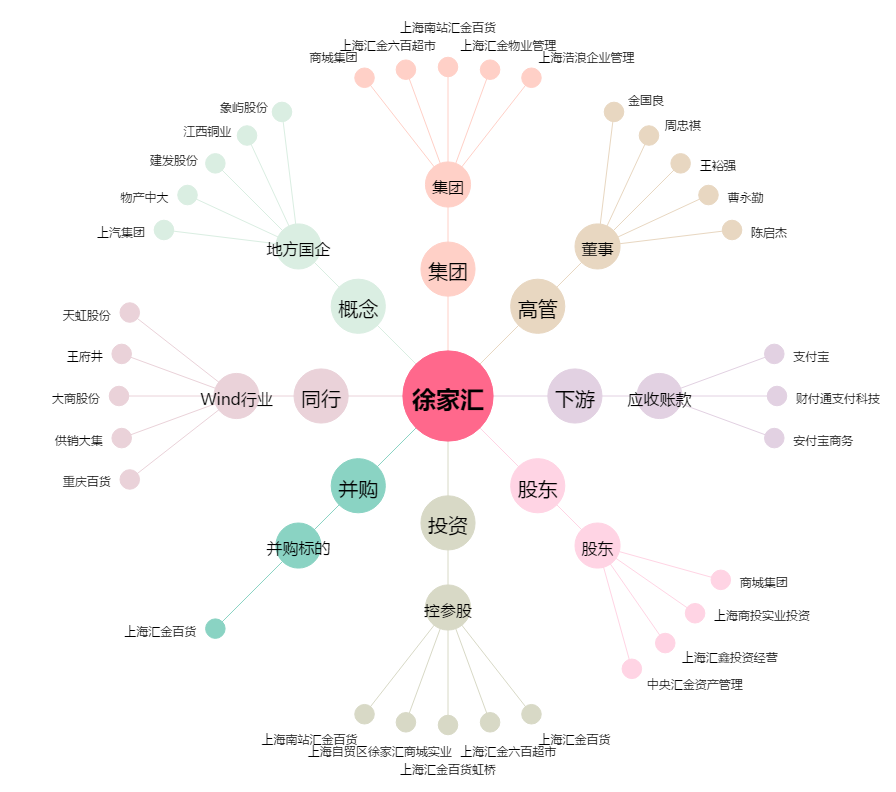 上海南站汇金百货
上海汇金六百超市
上海汇金物业管理
商城集团
上海洁浪企业管理
集团
集团
金国良
周忠祺
王裕强
曹永勤
陈启杰
董事
高管
象屿股份
江西铜业
建发股份
物产中大
上汽集团
地方国企
概念
天虹股份
王府井
大商股份
供销大集
重庆百货
Wind行业
同行
徐家汇
下游
应收账款
支付宝
财付通支付科技
安付宝商务
并购
并购标的
上海汇金百货
投资
控参股
上海南站汇金百货
上海自贸区徐家汇商城实业
上海汇金百货虹桥
上海汇金六百超市
上海汇金百货
股东
股东
商城集团
上海商投实业投资
上海汇鑫投资经营
中央汇金资产管理